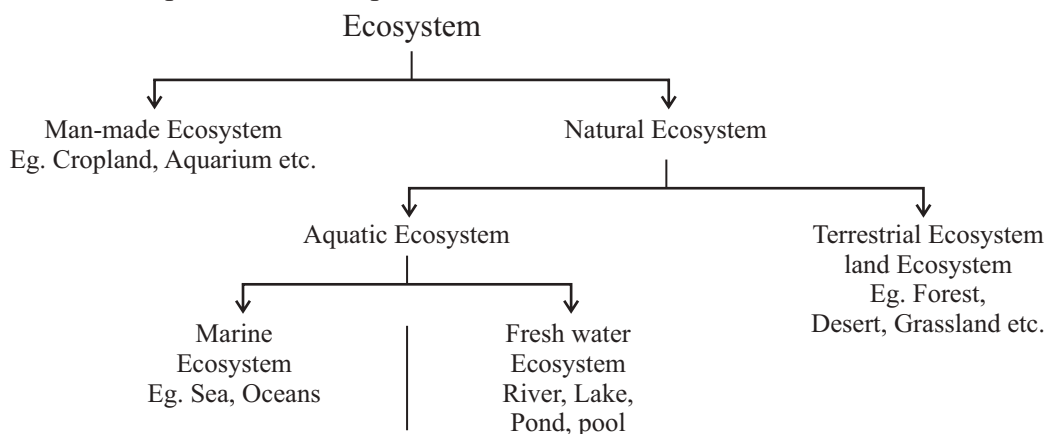 Ecosystem
Man-made Ecosystem
Eg. Cropland, Aquarium etc.
Natural Ecosystem
Aquatic Ecosystem
Terrestrial Ecosystem
land Ecosystem
Eg. Forest,
Desert, Grassland etc.
Marine
Ecosystem
Eg. Sea, Oceans
Fresh water
Ecosystem
River, Lake,
Pond, pool